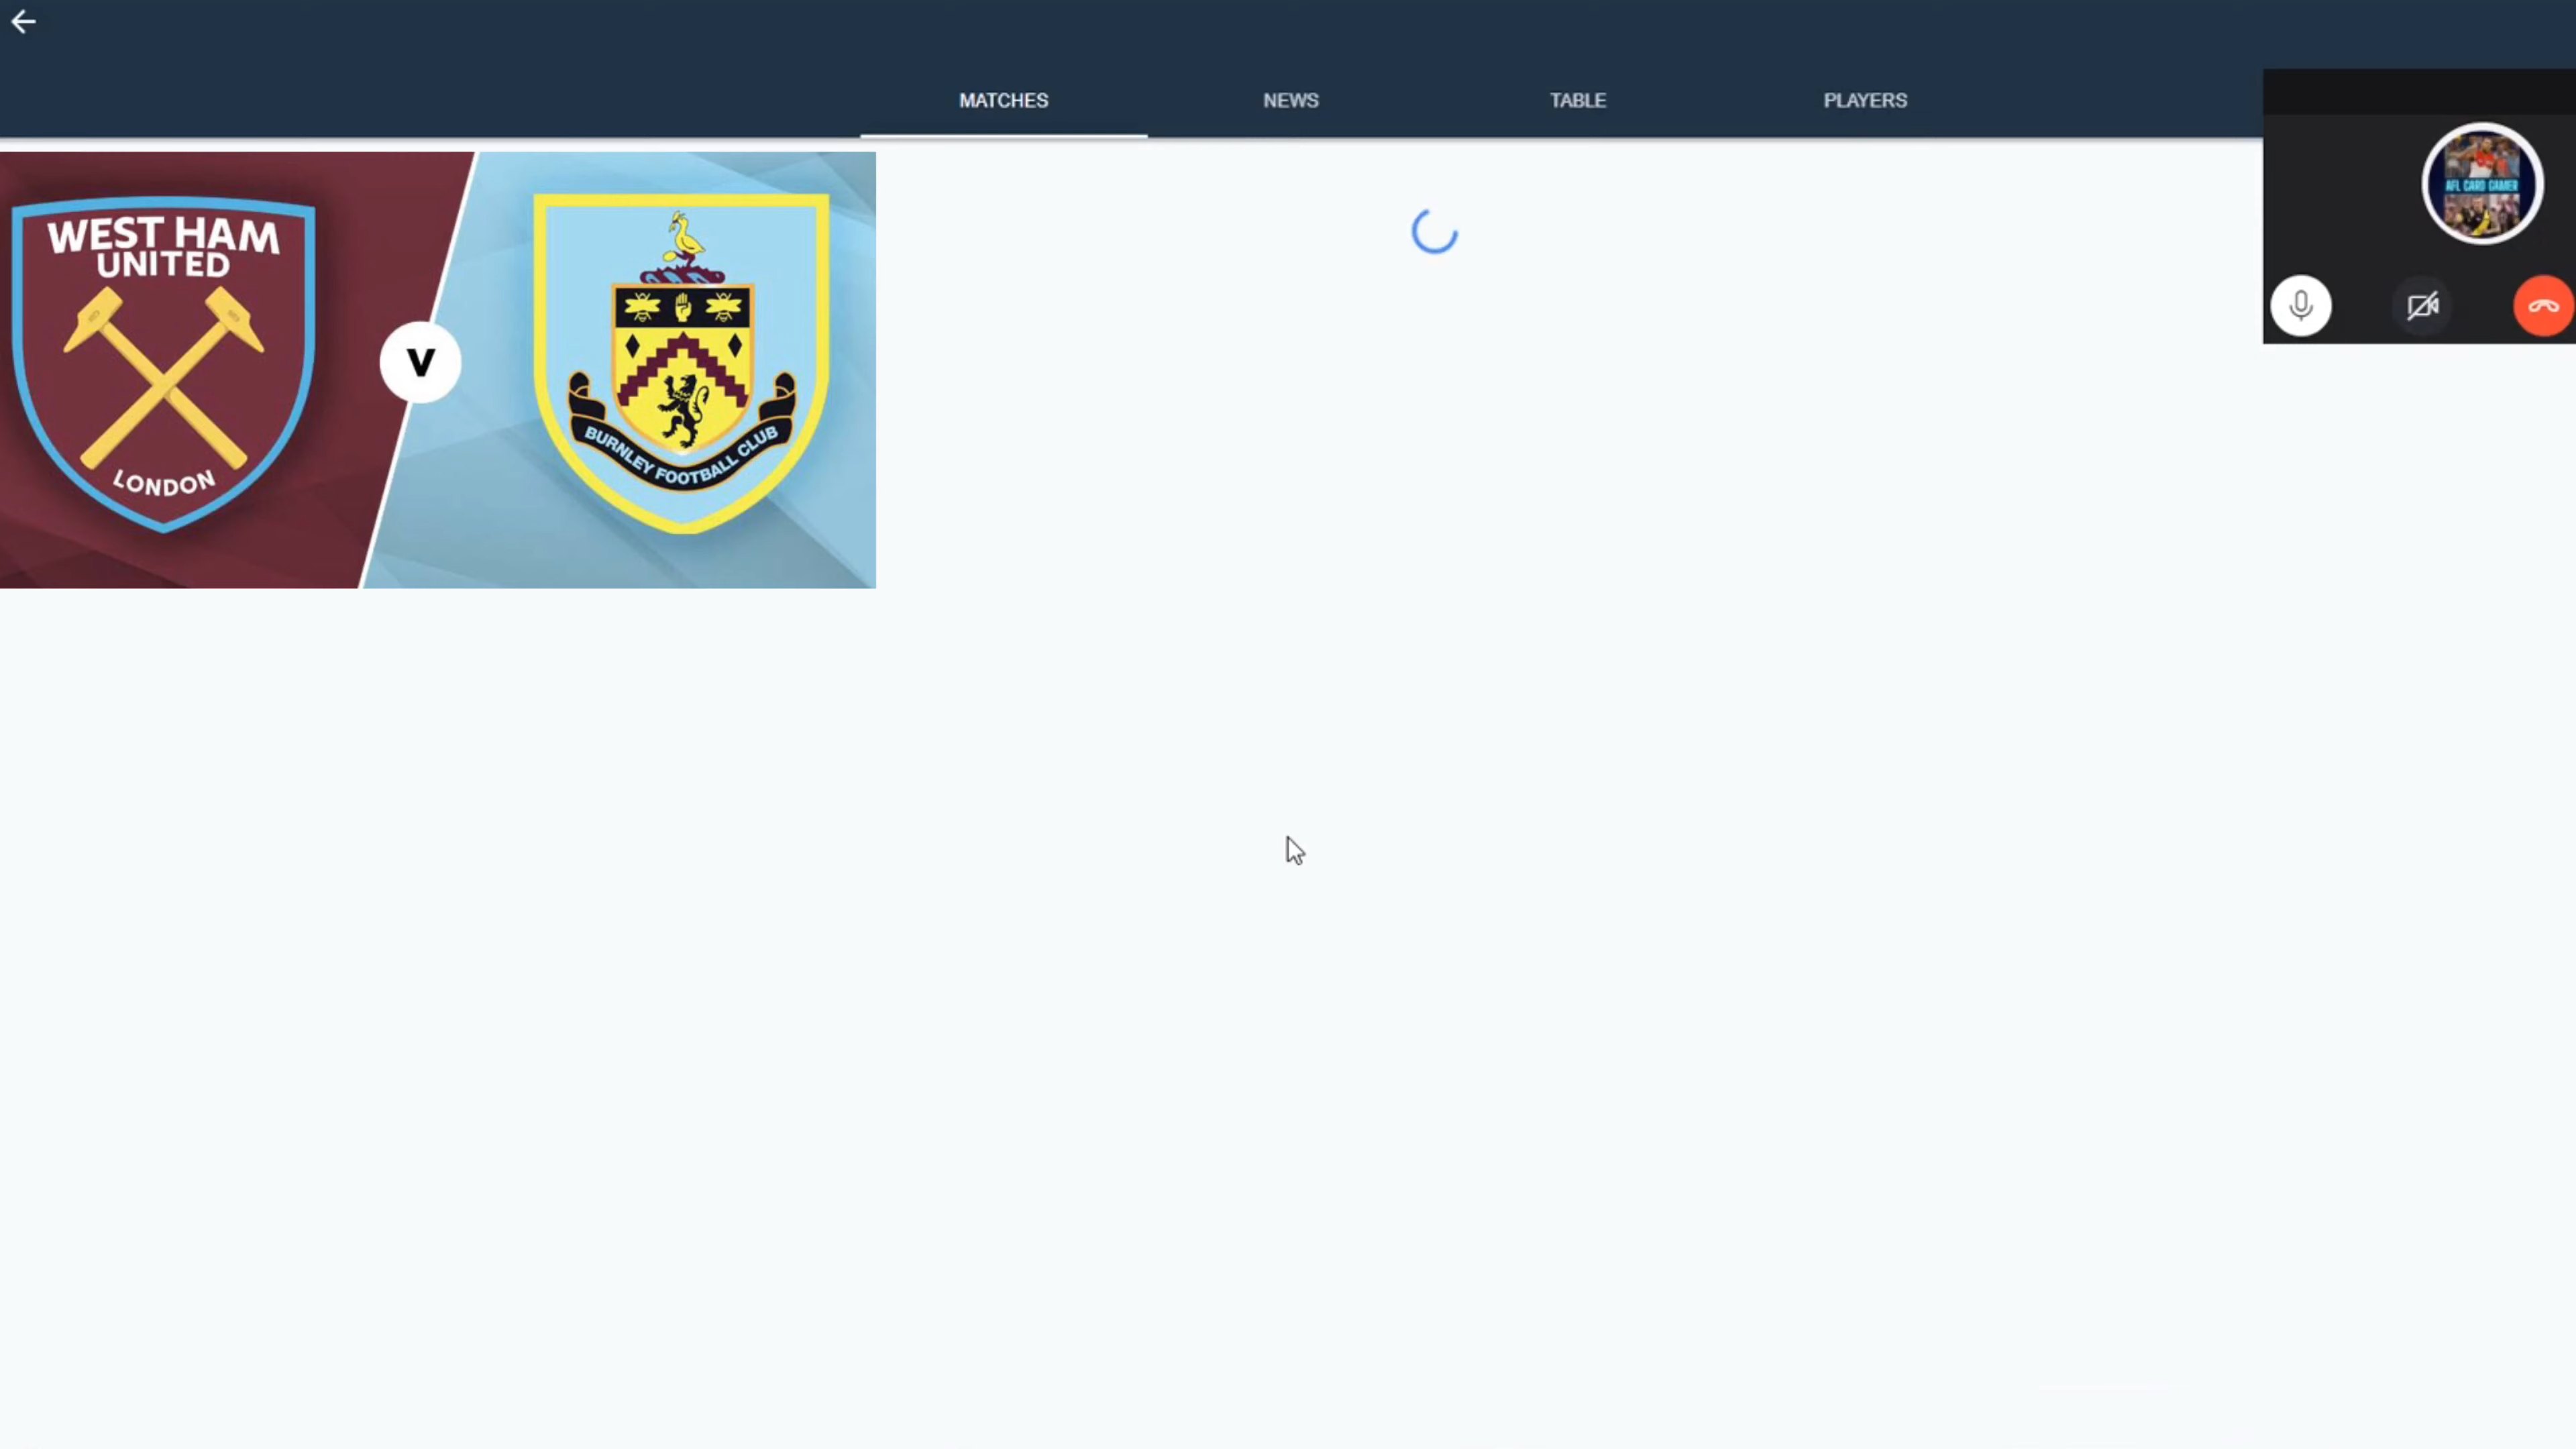 MATCHES
NEWS
TABLE
PLAYERS
AFL CARD GAMER
WEST HAM
UNITED
LONDON
V
BURNLEY FOOTBALL CLUB